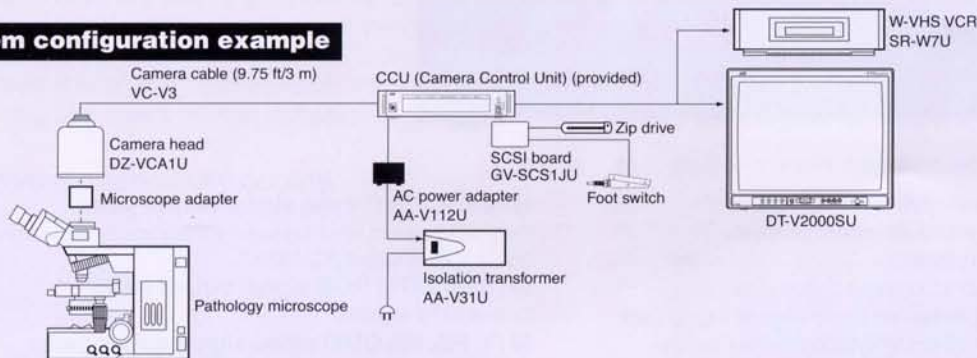 om configuration example
Camera cable (9.75 ft/3 m)
VC-V3
CCU (Camera Control Unit) (provided)
W-VHS VCR
SR-W7U
Camera head
DZ-VCA1U
Zip drive
SCSI board
GV-SCS1JU
Foot switch
Microscope adapter
AC power adapter
AA-V112U
DT-V2000SU
Isolation transformer
AA-V31U
Pathology microscope